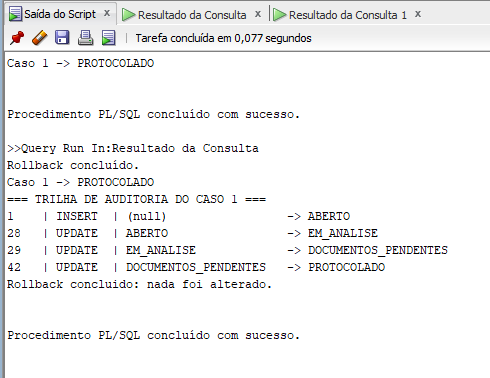 Saída do Script x Resultado da Consulta x Resultado da Consulta 1 x
Tarefa concluída em 0,077 segundos
Caso 1 -> PROTOCOLADO
Procedimento PL/SQL concluído com sucesso.
>>Query Run In:Resultado da Consulta
Rollback concluído.
Caso 1 -> PROTOCOLADO
=== TRILHA DE AUDITORIA DO CASO 1 ===
1    | INSERT  | (null)                -> ABERTO
28   | UPDATE  | ABERTO                -> EM_ANALISE
29   | UPDATE  | EM_ANALISE            -> DOCUMENTOS_PENDENTES
42   | UPDATE  | DOCUMENTOS_PENDENTES  -> PROTOCOLADO
Rollback concluido: nada foi alterado.
Procedimento PL/SQL concluído com sucesso.